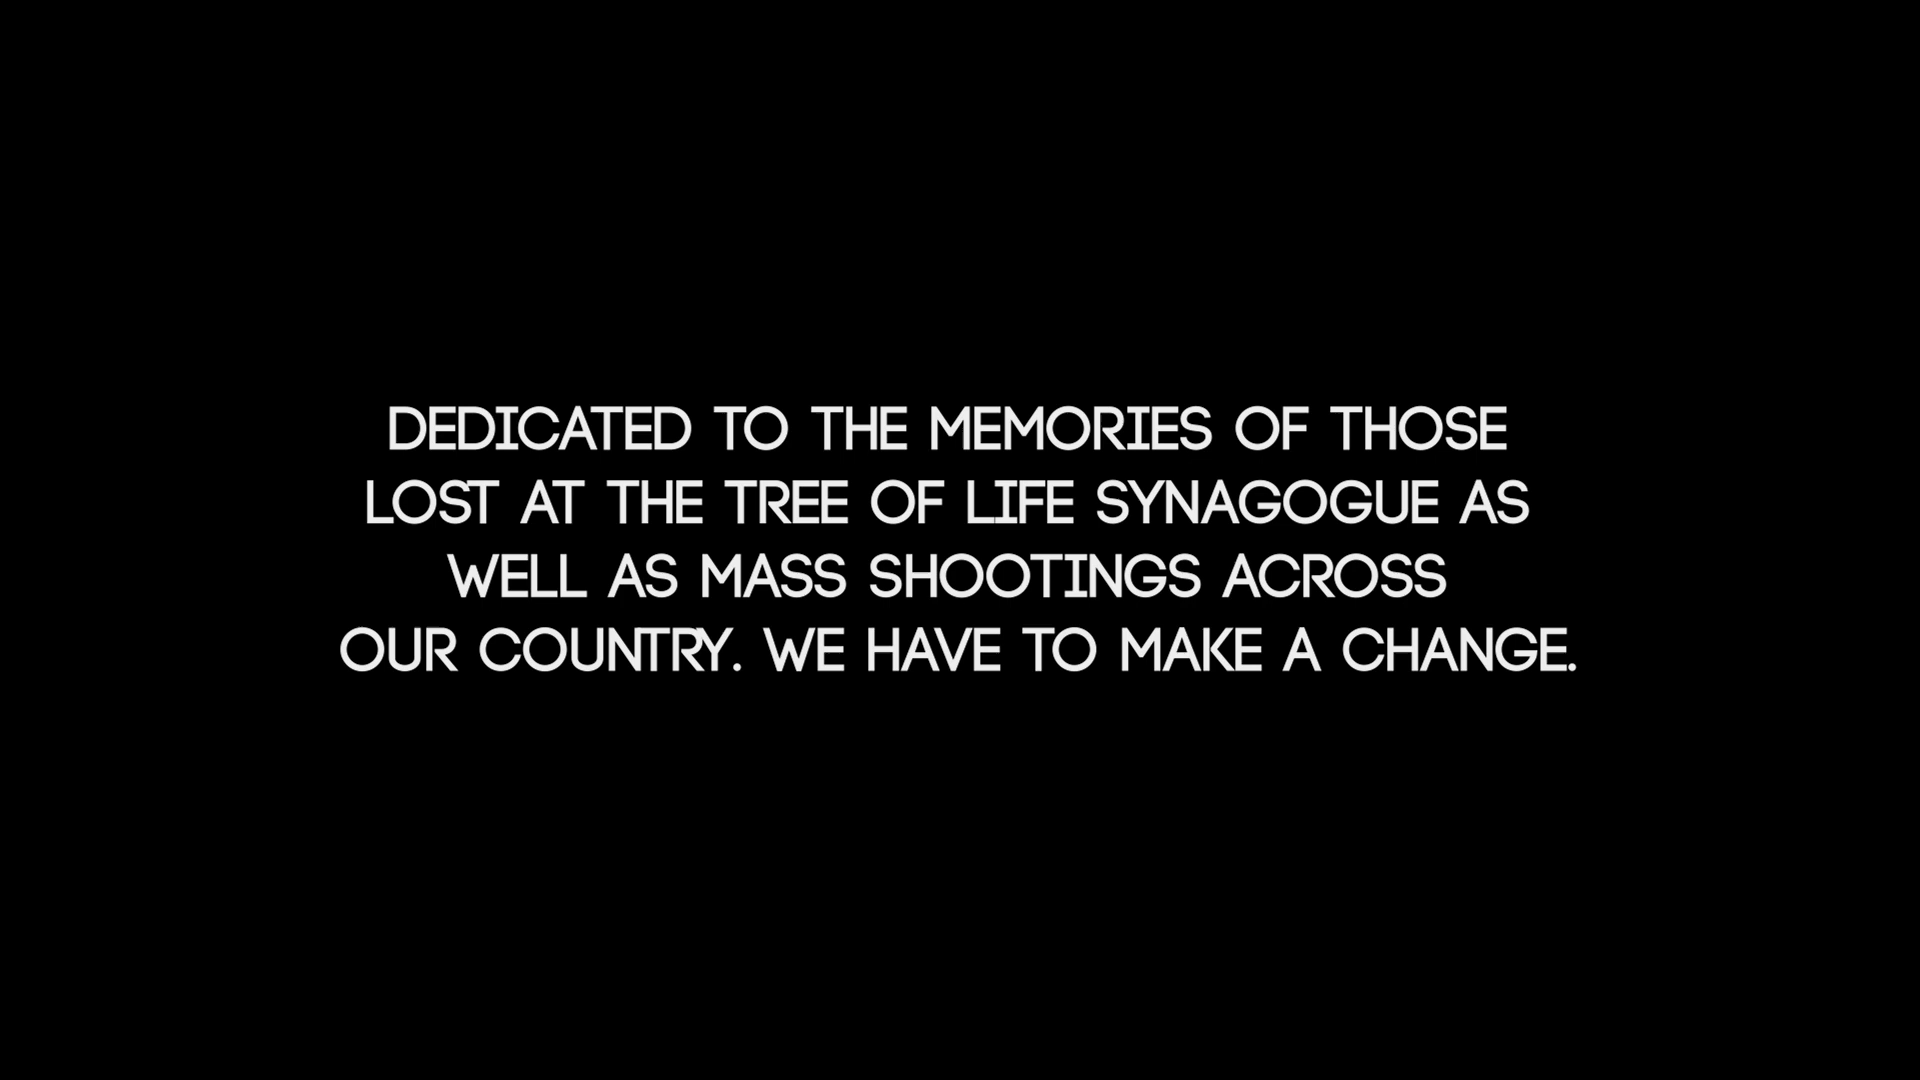 DEDICATED TO THE MEMORIES OF THOSE
LOST AT THE TREE OF LIFE SYNAGOGUE AS
WELL AS MASS SHOOTINGS ACROSS
OUR COUNTRY. WE HAVE TO MAKE A CHANGE.